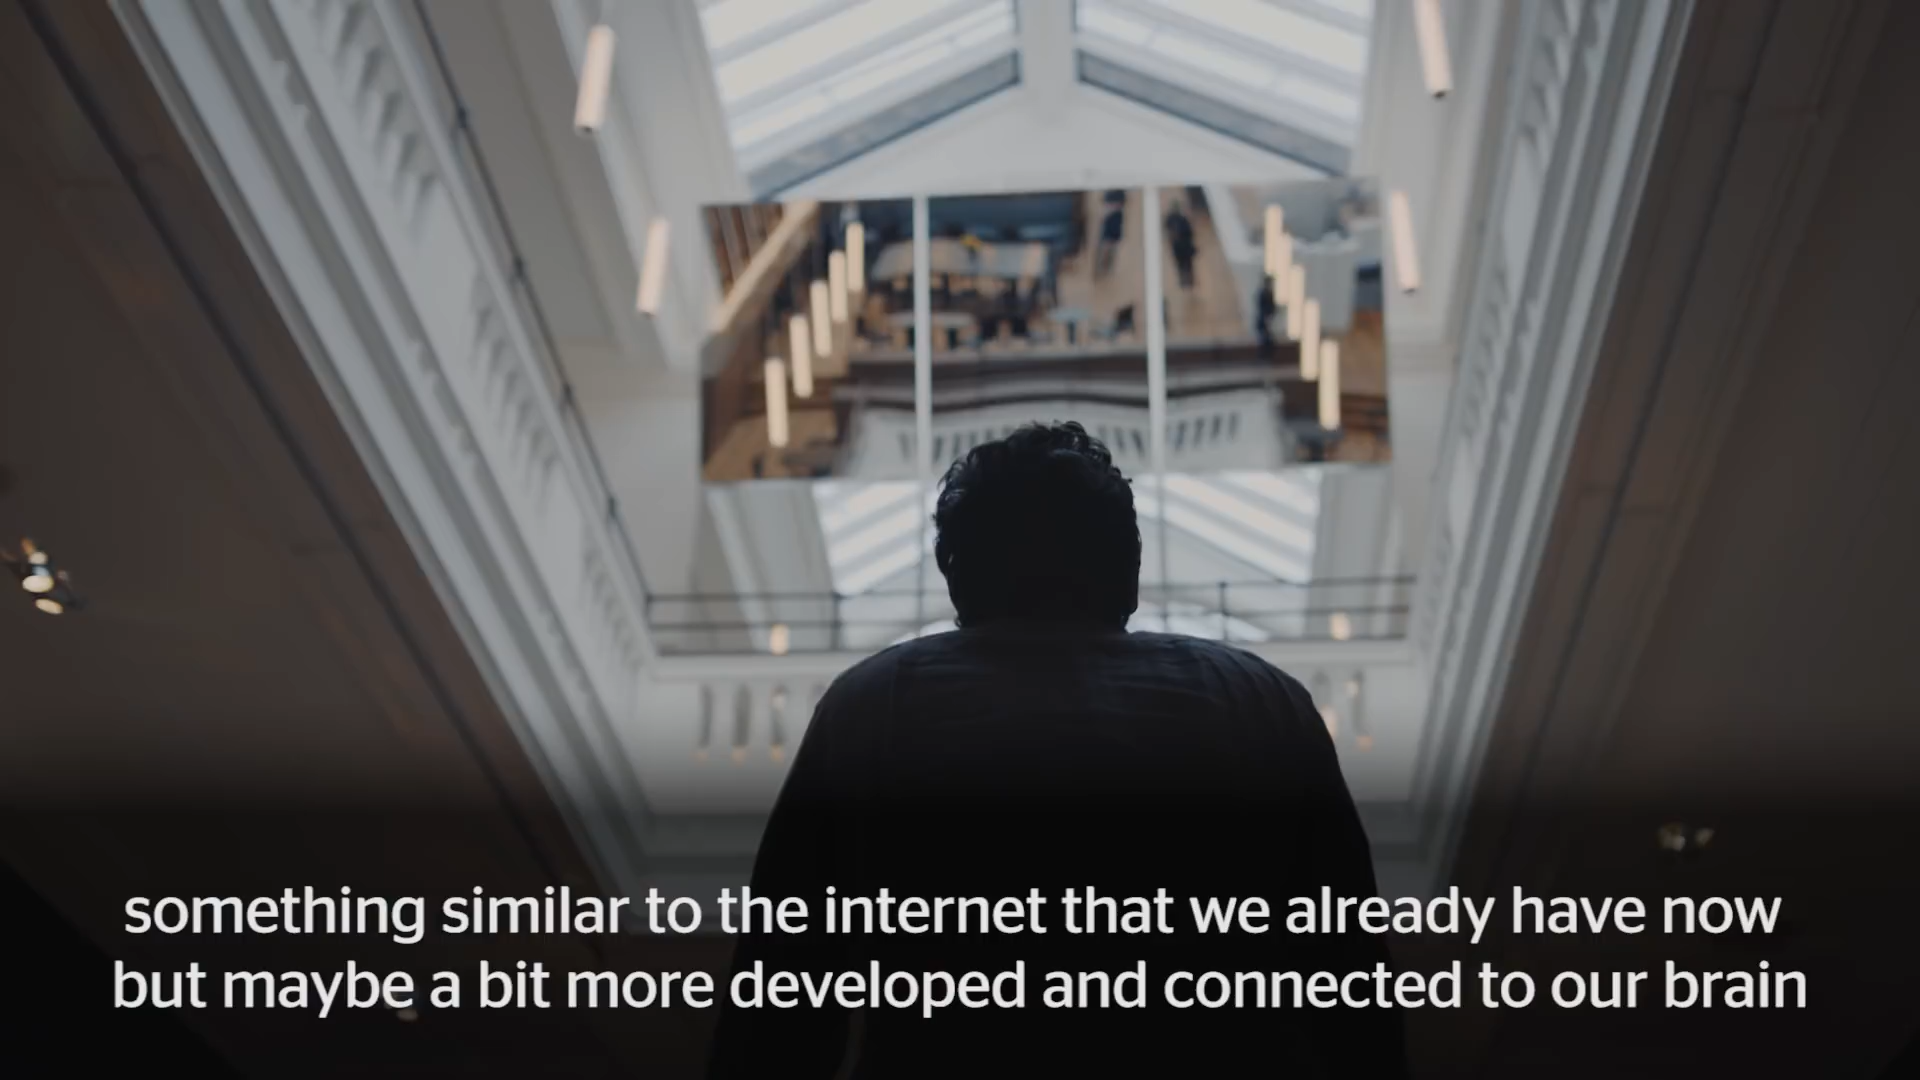 something similar to the internet that we already have now
but maybe a bit more developed and connected to our brain